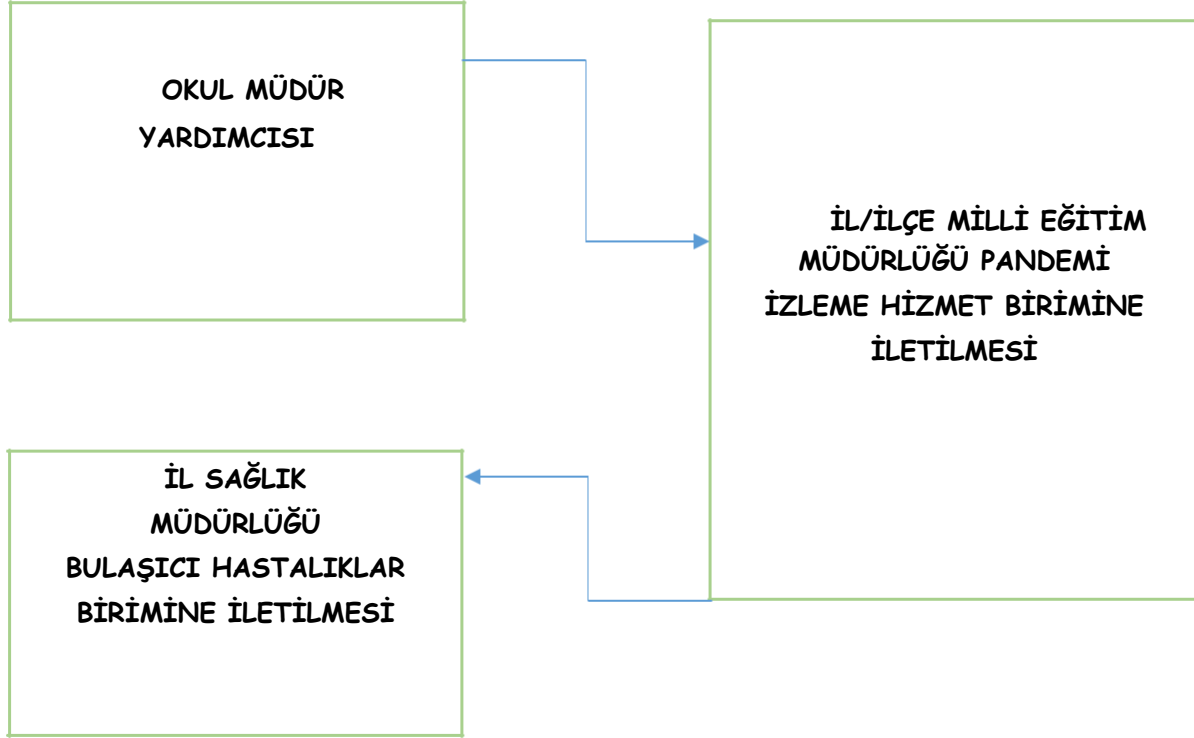 OKUL MÜDÜR
YARDIMCISI
İL/İLÇE MİLLİ EĞİTİM
MÜDÜRLÜĞÜ PANDEMİ
İZLEME HİZMET BİRİMİNE
İLETİLMESİ
İL SAĞLIK
MÜDÜRLÜĞÜ
BULAŞICI HASTALIKLAR
BİRİMİNE İLETİLMESİ